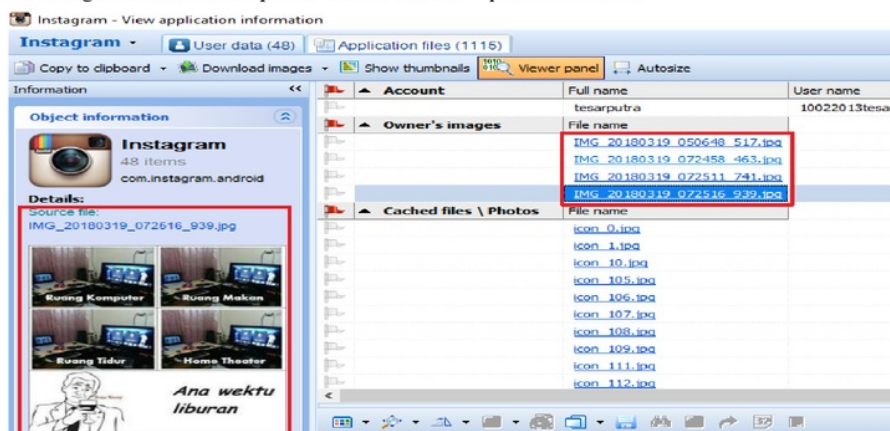 Instagram - View application information
Instagram User data (48) Application files (1115)
Copy to clipboard Download images Show thumbnails Viewer panel Autosize
Information <<
Object information
Instagram
48 items
com.instagram.android
Details:
Source file:
IMG_20180319_072516_939.jpg
Ruang Komputer Ruang Makan
Ruang Tidur Home Theater
Ana wektu
liburan
Account Full name User name
tesarputra 10022013tesa
Owner's images File name
IMG_20180319_050648_517.jpg
IMG_20180319_072458_463.jpg
IMG_20180319_072511_741.jpg
IMG_20180319_072516_939.jpg
Cached files \ Photos File name
icon_0.jpg
icon_1.jpg
icon_10.jpg
icon_105.jpg
icon_106.jpg
icon_107.jpg
icon_108.jpg
icon_109.jpg
icon_111.jpg
icon_112.jpg